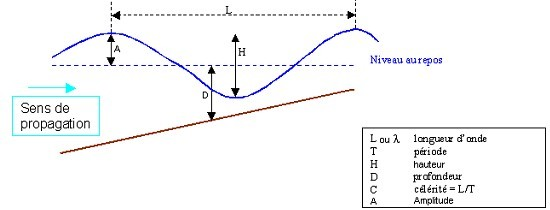 L
A
H
Niveau au repos
D
Sens de
propagation
L ou λ longueur d'onde
T période
H hauteur
D profondeur
C célérité = L/T
A Amplitude